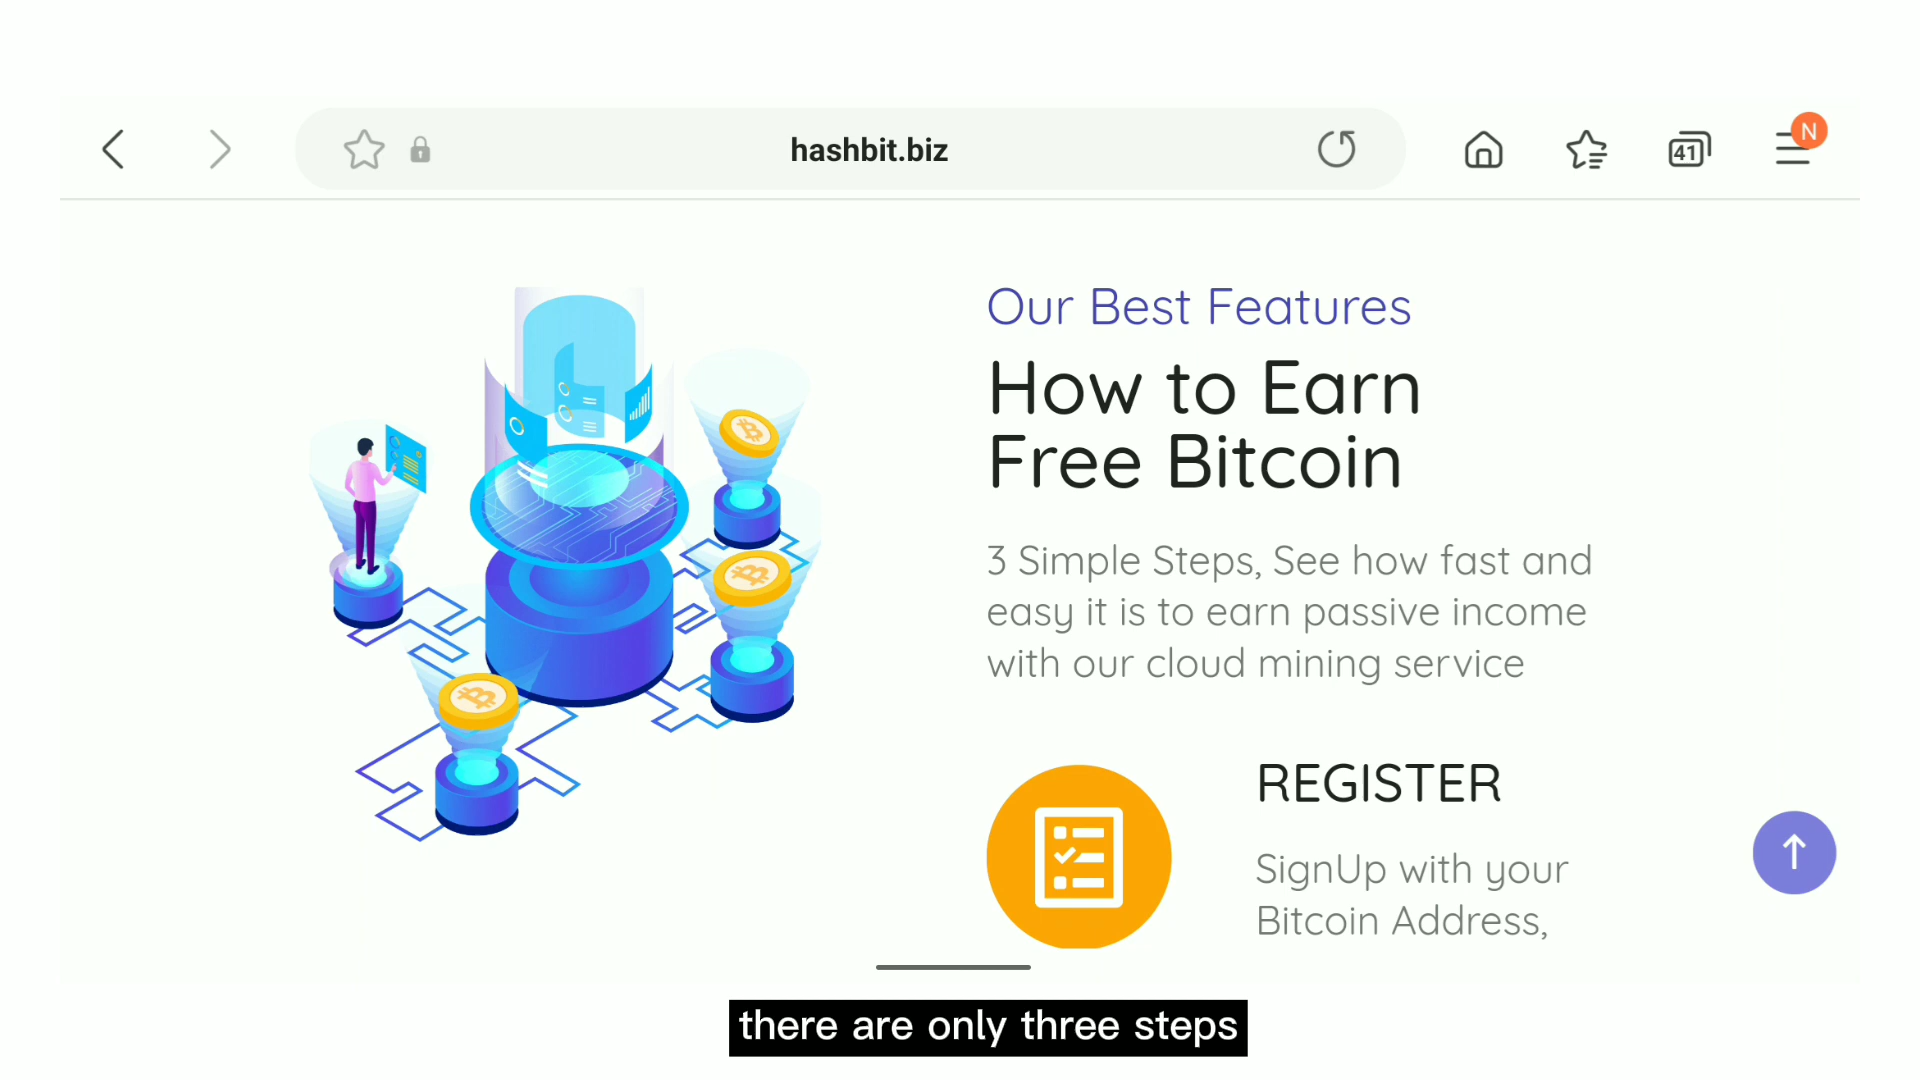 hashbit.biz
41
N
Our Best Features
How to Earn
Free Bitcoin
3 Simple Steps, See how fast and
easy it is to earn passive income
with our cloud mining service
REGISTER
SignUp with your
Bitcoin Address,
there are only three steps